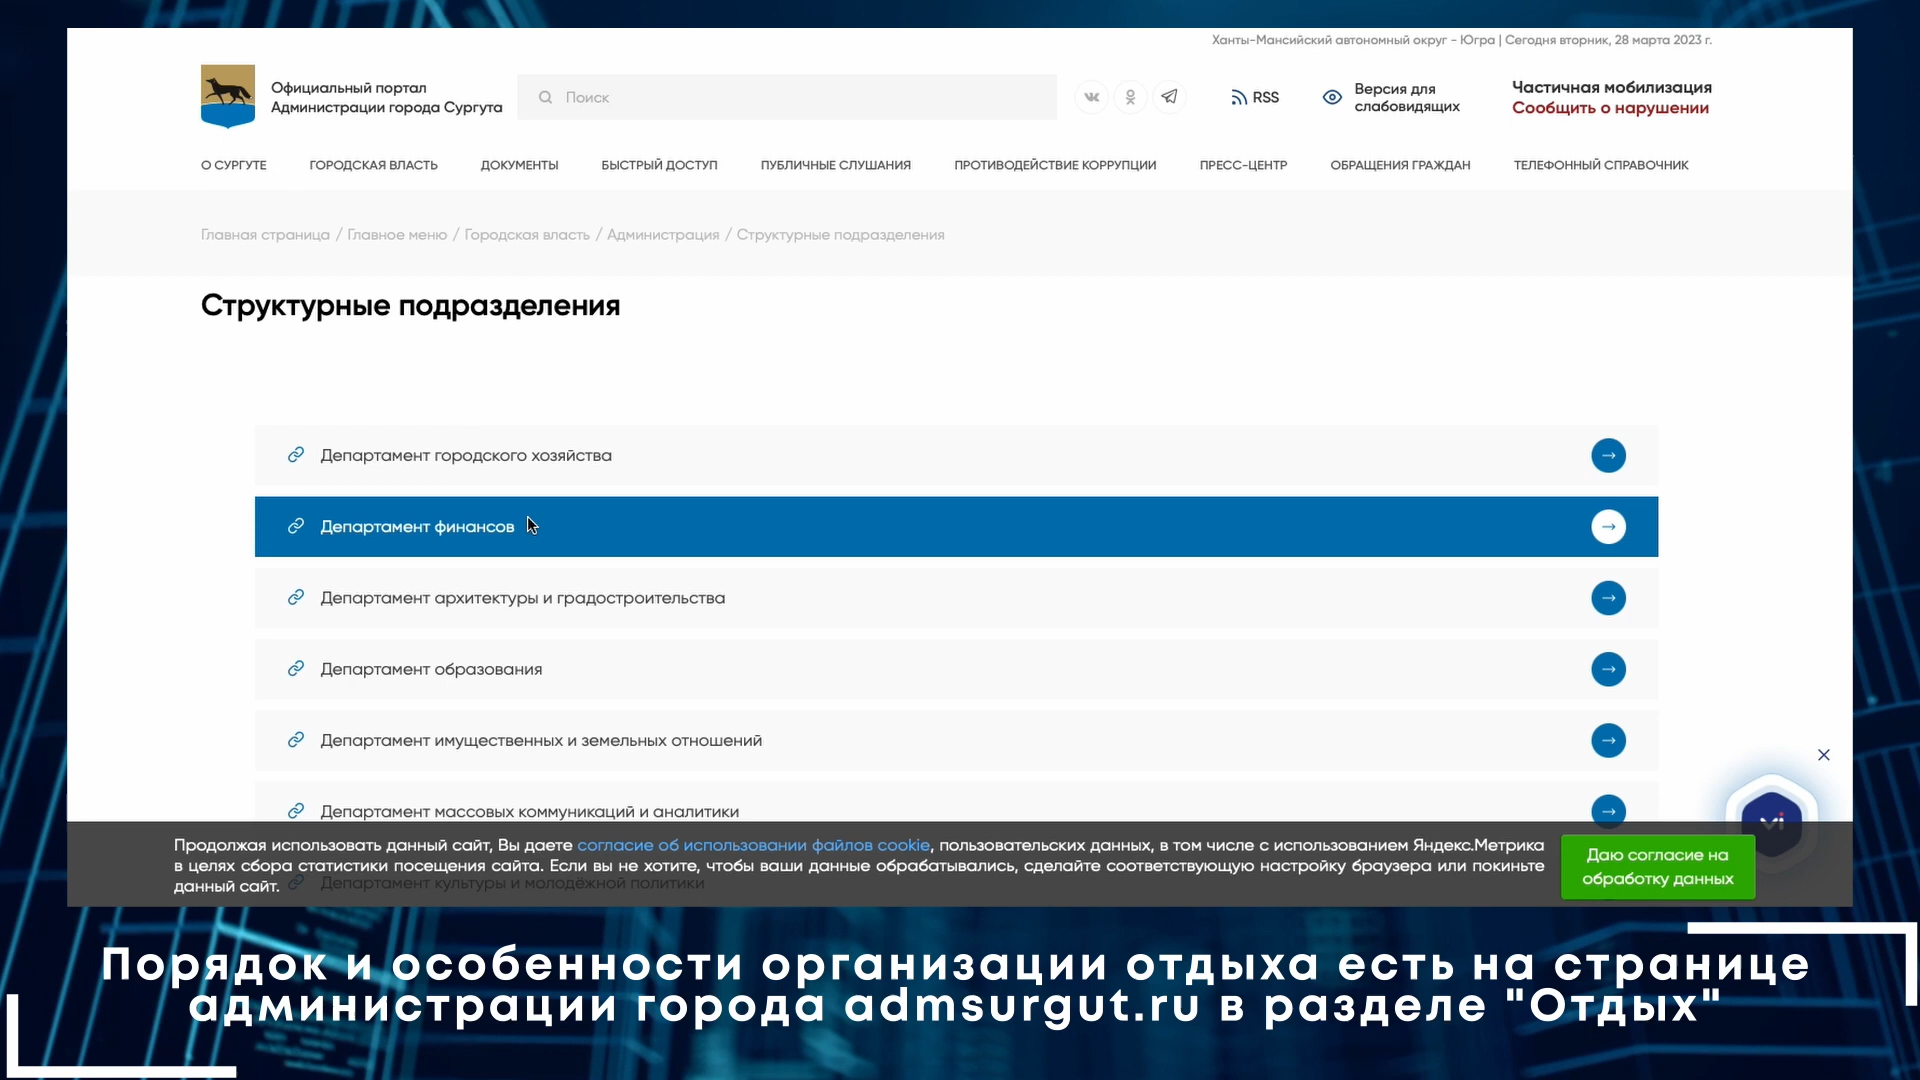 Ханты-Мансийский автономный округ - Югра | Сегодня вторник, 28 марта 2023 г.
Официальный портал
Администрации города Сургута
Поиск
RSS
Версия для
слабовидящих
Частичная мобилизация
Сообщить о нарушении
О СУРГУТЕ ГОРОДСКАЯ ВЛАСТЬ ДОКУМЕНТЫ БЫСТРЫЙ ДОСТУП ПУБЛИЧНЫЕ СЛУШАНИЯ ПРОТИВОДЕЙСТВИЕ КОРРУПЦИИ ПРЕСС-ЦЕНТР ОБРАЩЕНИЯ ГРАЖДАН ТЕЛЕФОННЫЙ СПРАВОЧНИК
Главная страница / Главное меню / Городская власть / Администрация / Структурные подразделения
Структурные подразделения
Департамент городского хозяйства
Департамент финансов
Департамент архитектуры и градостроительства
Департамент образования
Департамент имущественных и земельных отношений
Департамент массовых коммуникаций и аналитики
Департамент культуры и молодёжной политики
Продолжая использовать данный сайт, Вы даете согласие об использовании файлов cookie, пользовательских данных, в том числе с использованием Яндекс.Метрика
в целях сбора статистики посещения сайта. Если вы не хотите, чтобы ваши данные обрабатывались, сделайте соответствующую настройку браузера или покиньте
данный сайт.
Даю согласие на
обработку данных
vi
Порядок и особенности организации отдыха есть на странице
администрации города admsurgut.ru в разделе "Отдых"